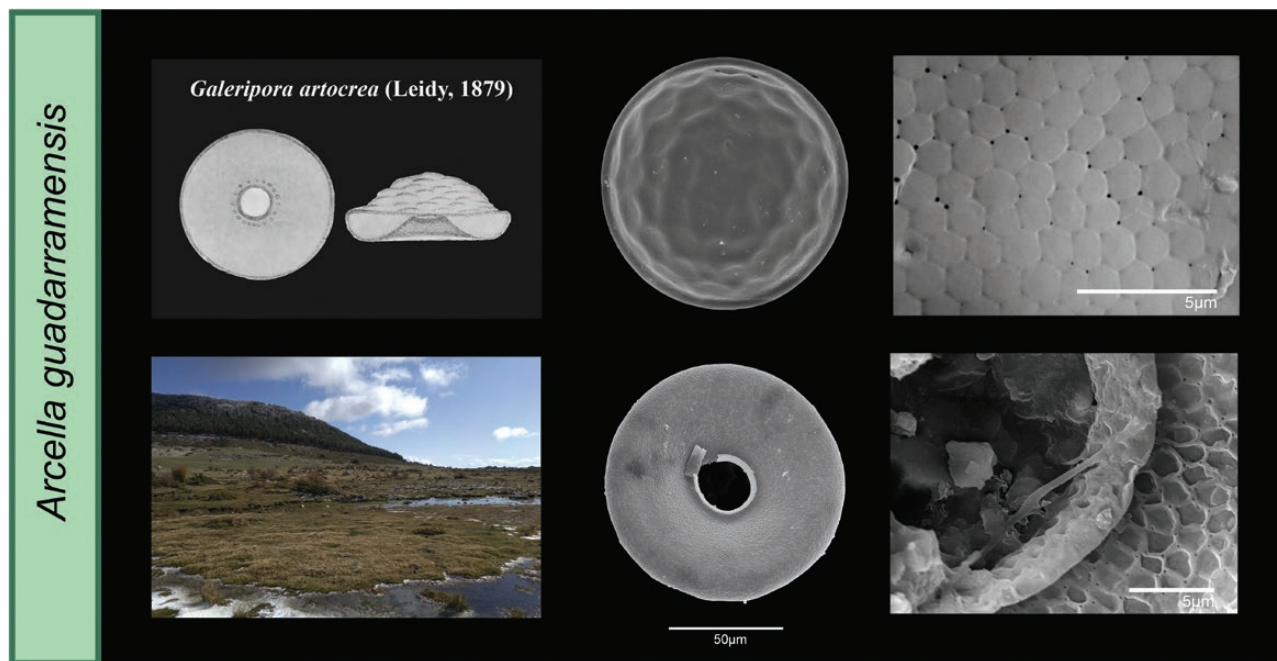 Arcella guadarramensis
Galeripora artocrea (Leidy, 1879)
5µm
50µm
5µm